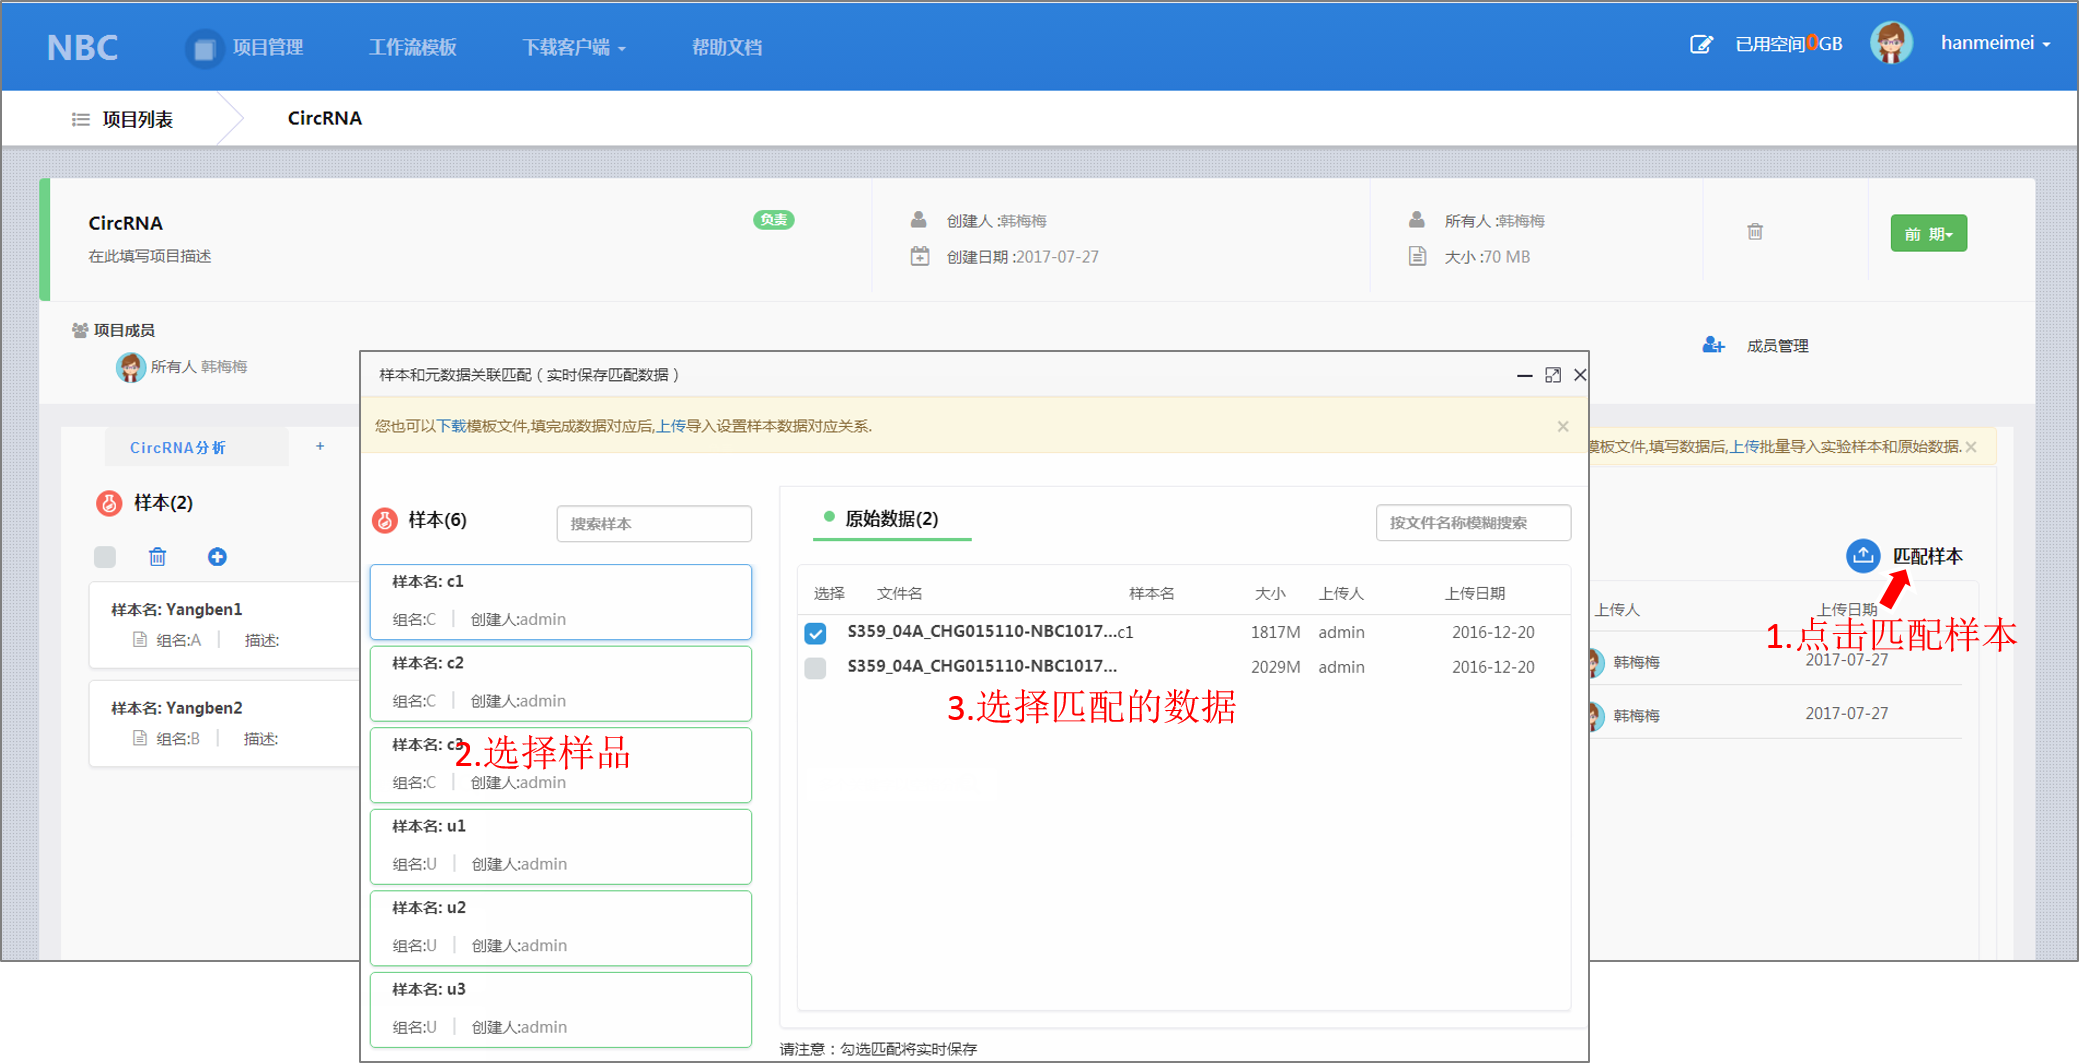 NBC 项目管理 工作流模板 下载客户端 帮助文档 已用空间0GB hanmeimei
项目列表 CircRNA
CircRNA 负责 创建人 :韩梅梅 所有人 :韩梅梅 前 期
在此填写项目描述 创建日期 :2017-07-27 大小 :70 MB
项目成员
所有人 韩梅梅 成员管理
CircRNA分析 +
样本(2)
样本名: Yangben1
组名:A 描述:
样本名: Yangben2
组名:B 描述:
样本和元数据关联匹配（实时保存匹配数据）
您也可以下载模板文件,填完成数据对应后,上传导入设置样本数据对应关系.
样本(6) 搜索样本
样本名: c1
组名:C 创建人:admin
样本名: c2
组名:C 创建人:admin
样本名: c3
组名:C 创建人:admin
2.选择样品
样本名: u1
组名:U 创建人:admin
样本名: u2
组名:U 创建人:admin
样本名: u3
组名:U 创建人:admin
原始数据(2) 按文件名称模糊搜索
选择 文件名 样本名 大小 上传人 上传日期
S359_04A_CHG015110-NBC1017...c1 1817M admin 2016-12-20
S359_04A_CHG015110-NBC1017... 2029M admin 2016-12-20
3.选择匹配的数据
请注意：勾选匹配将实时保存
模板文件,填写数据后,上传批量导入实验样本和原始数据.
匹配样本
上传人 上传日期
1.点击匹配样本
韩梅梅 2017-07-27
韩梅梅 2017-07-27